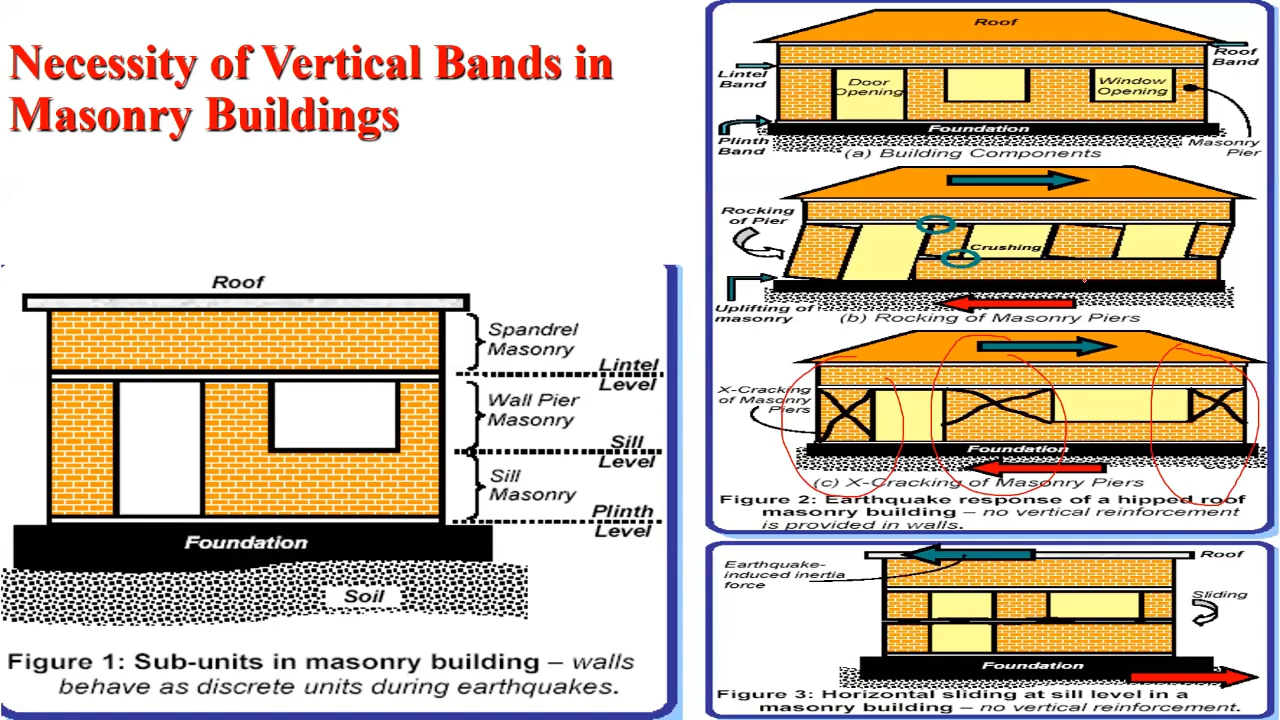 Necessity of Vertical Bands in
Masonry Buildings
Roof
Spandrel
Masonry
Lintel
Level
Wall Pier
Masonry
Sill
Level
Sill
Masonry
Plinth
Level
Foundation
Soil
Figure 1: Sub-units in masonry building – walls
behave as discrete units during earthquakes.
Roof
Roof
Band
Lintel
Band
Door
Opening
Window
Opening
Foundation
Plinth
Band
Masonry
Pier
(a) Building Components
Rocking
of Pier
Crushing
Uplifting of
masonry
(b) Rocking of Masonry Piers
X-Cracking
of Masonry
Piers
Foundation
(c) X-Cracking of Masonry Piers
Figure 2: Earthquake response of a hipped roof
masonry building – no vertical reinforcement
is provided in walls.
Earthquake-
induced inertia
force
Roof
Sliding
Foundation
Figure 3: Horizontal sliding at sill level in a
masonry building – no vertical reinforcement.